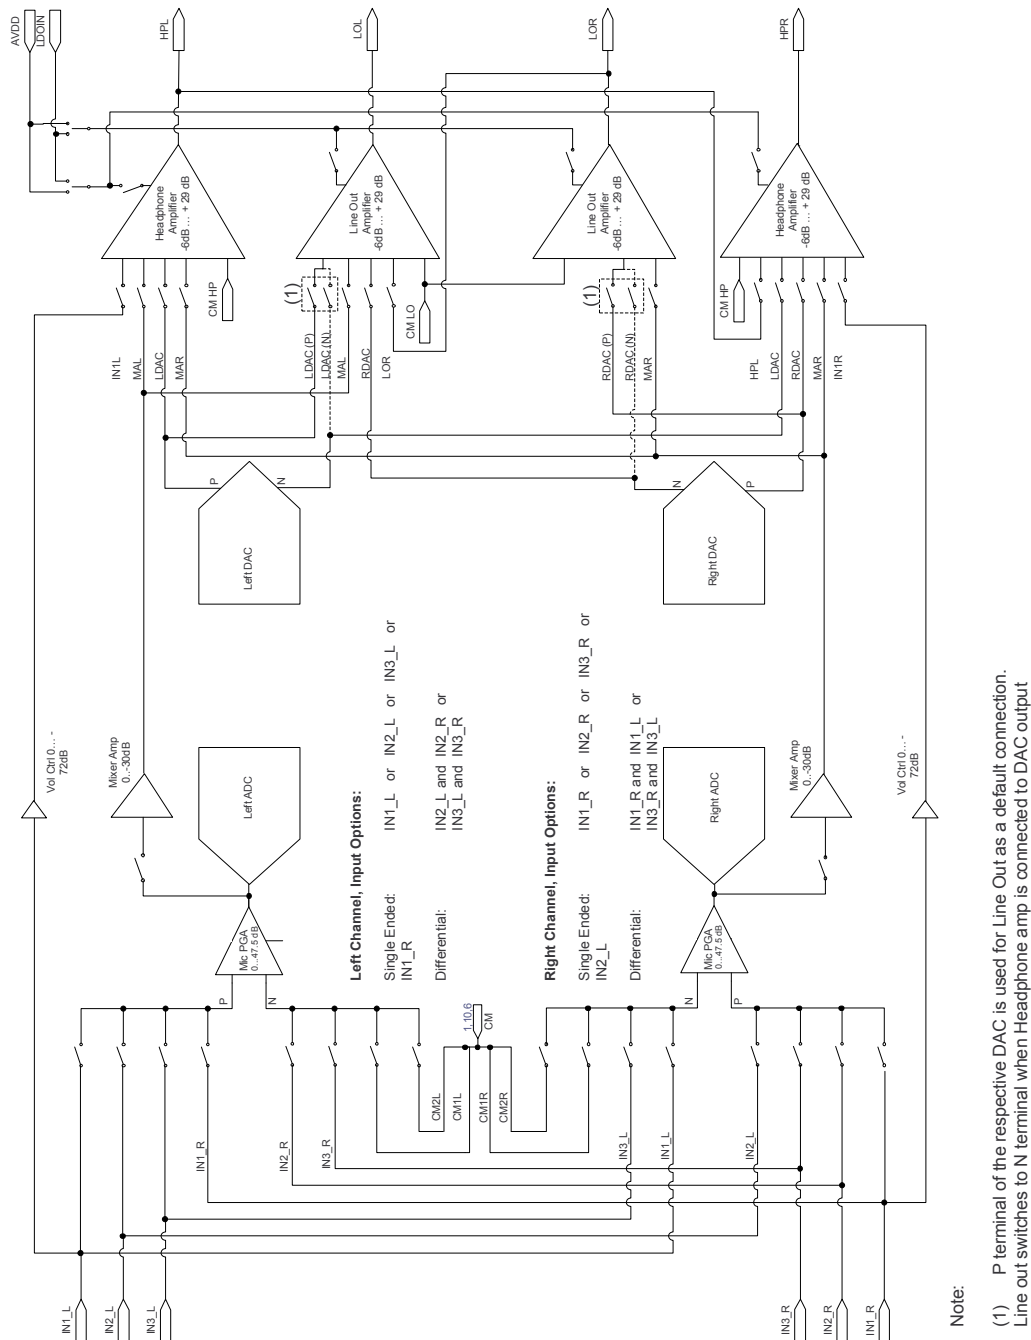 AVDD
LDOIN
HPL
LOL
LOR
HPR
Headphone
Amplifier
-6dB ... + 29 dB
Line Out
Amplifier
-6dB ... + 29 dB
Line Out
Amplifier
-6dB ... + 29 dB
Headphone
Amplifier
-6dB ... + 29 dB
(1)
(1)
CM HP
CM LO
CM HP
IN1L
MAL
LDAC
MAR
LDAC (P)
LDAC (N)
MAL
RDAC
LOR
RDAC (P)
RDAC (N)
MAR
HPL
LDAC
RDAC
MAR
IN1R
P
N
N
P
Left DAC
Right DAC
Vol Ctrl 0... -
72dB
Mixer Amp
0..-30dB
Left ADC
Mic PGA
0...47.5 dB
P
N
Left Channel, Input Options:
Single Ended: IN1_L or IN2_L or IN3_L or
IN1_R
Differential: IN2_L and IN2_R or
IN3_L and IN3_R
Right Channel, Input Options:
Single Ended: IN1_R or IN2_R or IN3_R or
IN2_L
Differential: IN1_R and IN1_L or
IN3_R and IN3_L
Right ADC
Mic PGA
0...47.5 dB
N
P
Mixer Amp
0..-30dB
Vol Ctrl 0... -
72dB
1,10,6
CM
CM2L
CM1L
CM1R
CM2R
IN1_R
IN2_R
IN3_R
IN3_L
IN1_L
IN2_L
IN1_L
IN2_L
IN3_L
IN3_R
IN2_R
IN1_R
Note:
(1) P terminal of the respective DAC is used for Line Out as a default connection.
Line out switches to N terminal when Headphone amp is connected to DAC output